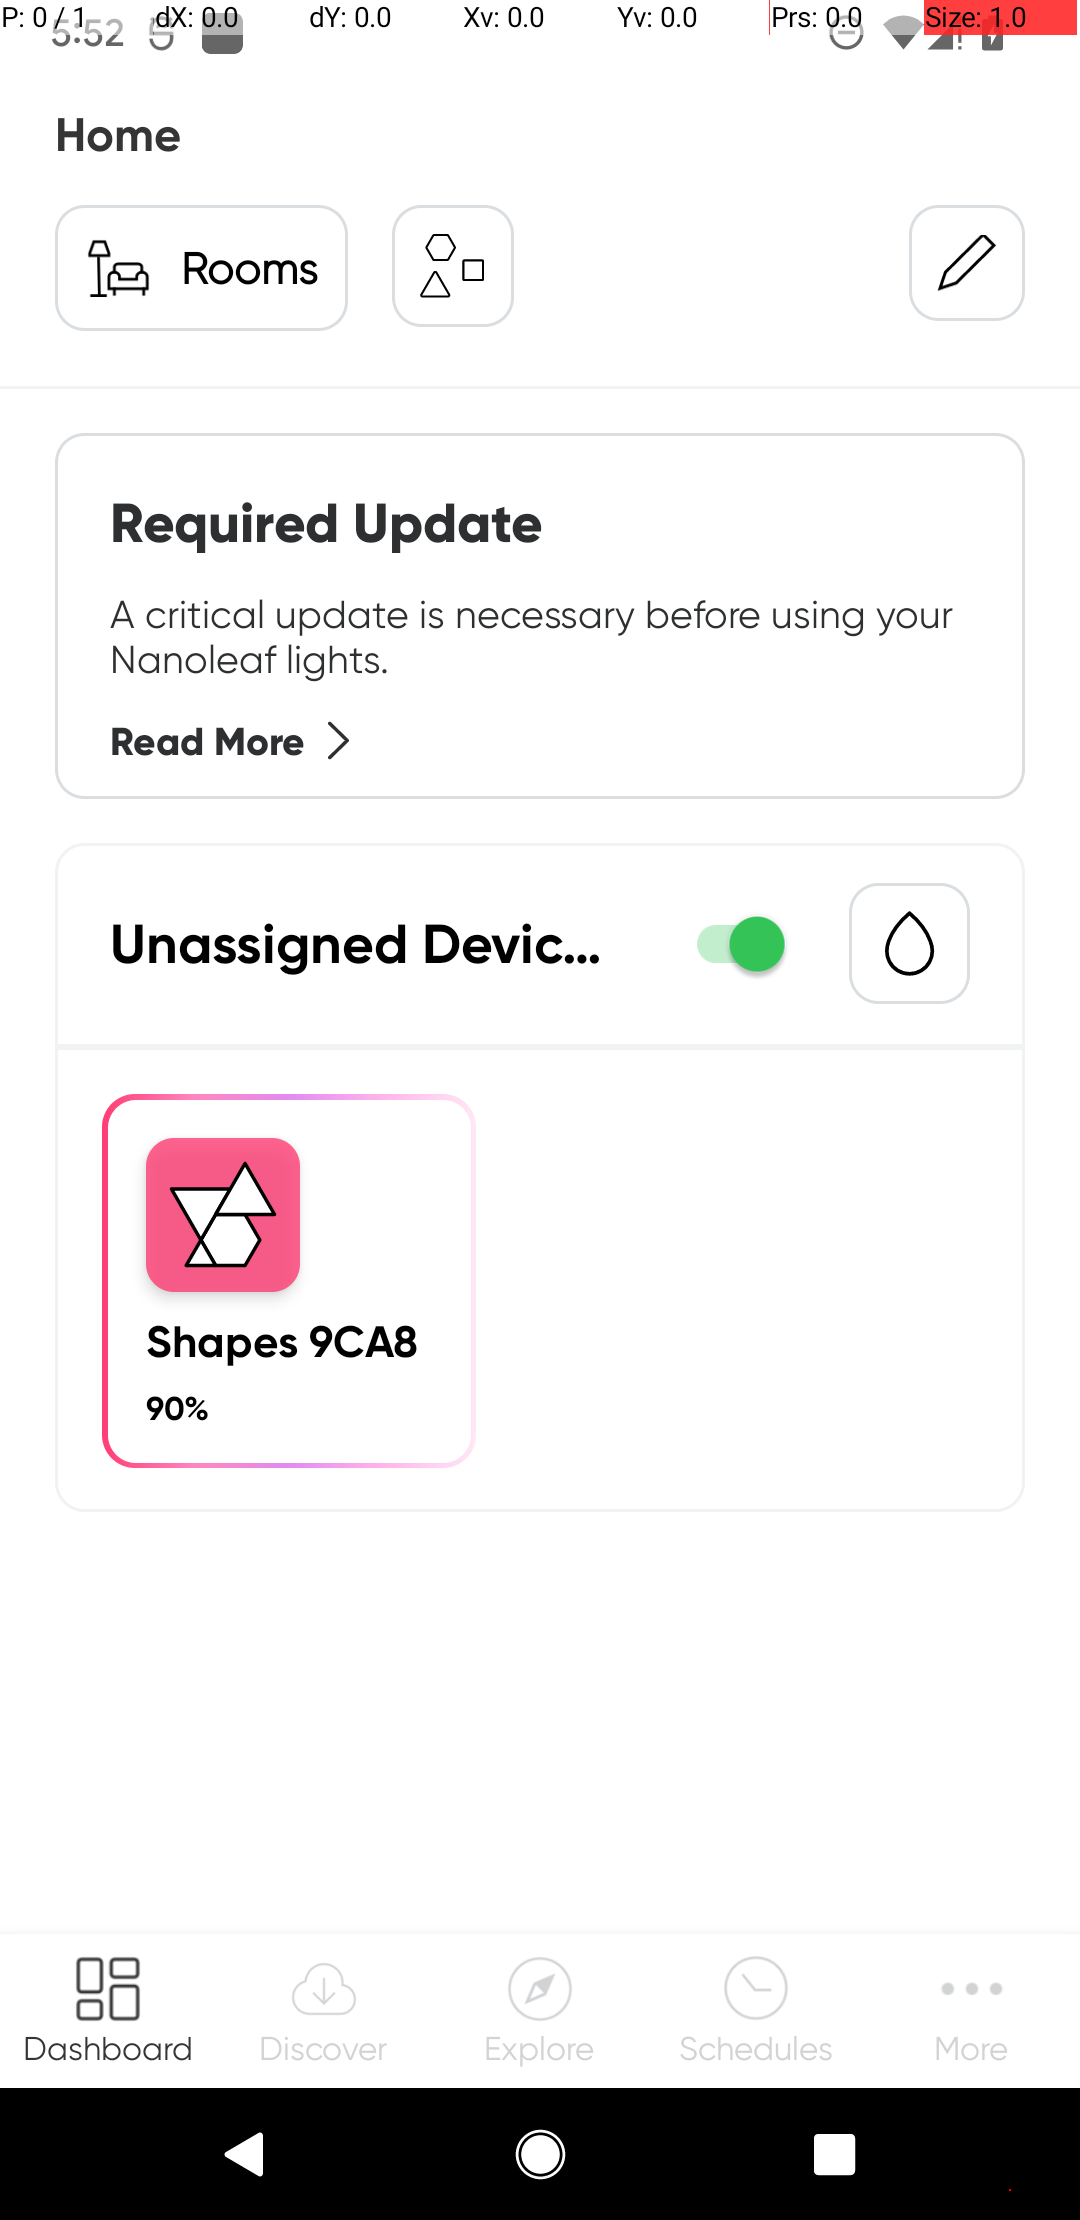 P: 0 / 1 dX: 0.0 dY: 0.0 Xv: 0.0 Yv: 0.0 Prs: 0.0 Size: 1.0
5:52
Home
Rooms
Required Update
A critical update is necessary before using your
Nanoleaf lights.
Read More
Unassigned Devic...
Shapes 9CA8
90%
Dashboard Discover Explore Schedules More